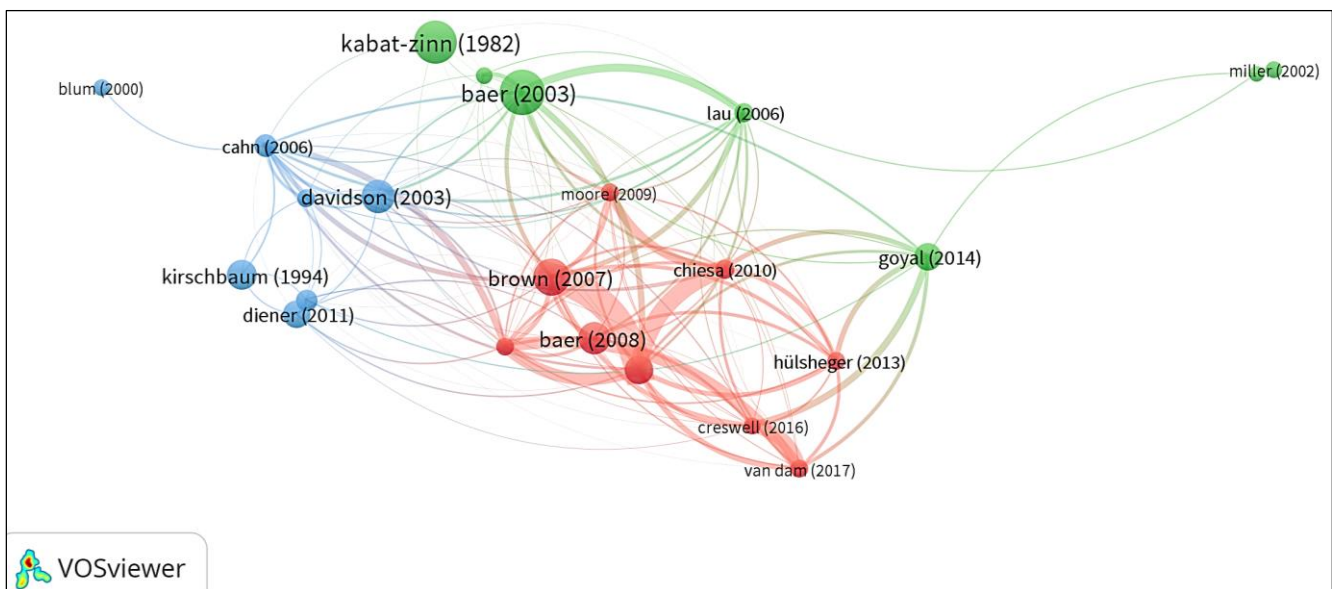 kabat-zinn (1982)
miller (2002)
blum (2000)
baer (2003)
lau (2006)
cahn (2006)
davidson (2003)
moore (2009)
goyal (2014)
chiesa (2010)
kirschbaum (1994)
brown (2007)
diener (2011)
baer (2008)
hülsheger (2013)
creswell (2016)
van dam (2017)
VOSviewer